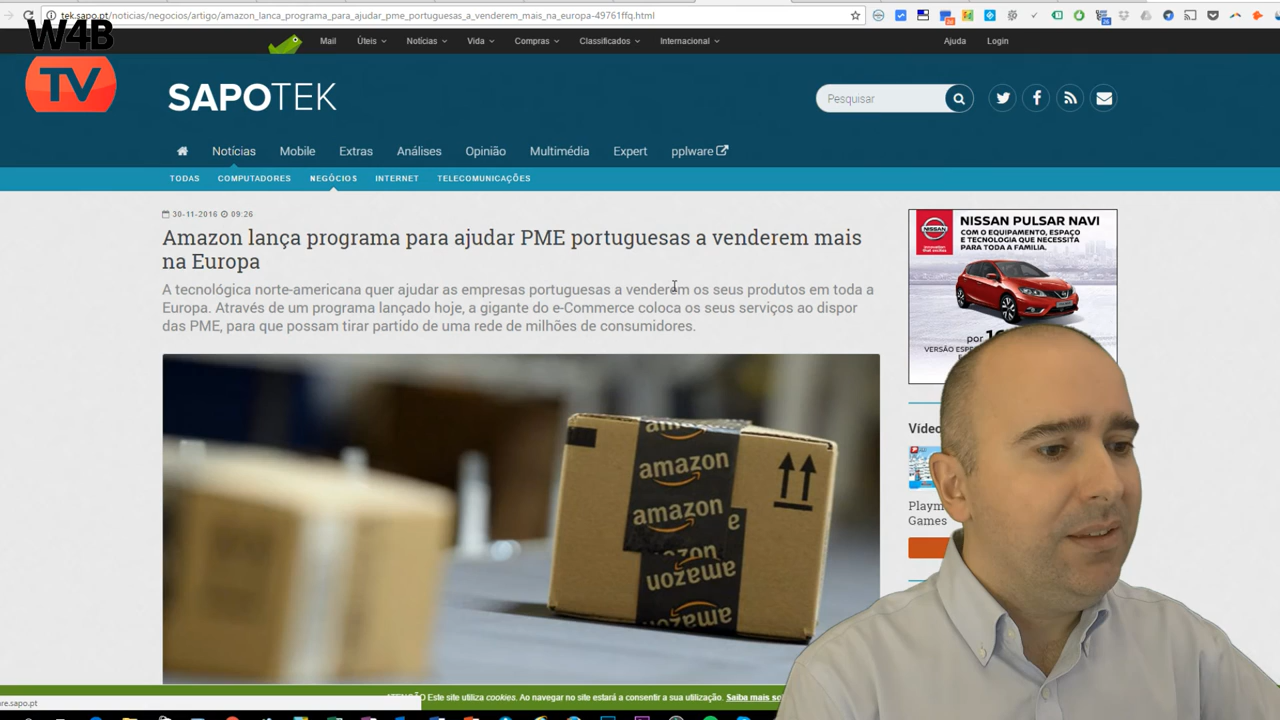 tek.sapo.pt/noticias/negocios/artigo/amazon_lanca_programa_para_ajudar_pme_portuguesas_a_venderem_mais_na_europa-49761ffq.html
W4B
TV
Mail Úteis Notícias Vida Compras Classificados Internacional Ajuda Login
SAPOTEK
Pesquisar
Notícias Mobile Extras Análises Opinião Multimédia Expert pplware
TODAS COMPUTADORES NEGÓCIOS INTERNET TELECOMUNICAÇÕES
30-11-2016 09:26
Amazon lança programa para ajudar PME portuguesas a venderem mais
na Europa
A tecnológica norte-americana quer ajudar as empresas portuguesas a venderem os seus produtos em toda a
Europa. Através de um programa lançado hoje, a gigante do e-Commerce coloca os seus serviços ao dispor
das PME, para que possam tirar partido de uma rede de milhões de consumidores.
NISSAN PULSAR NAVI
COM O EQUIPAMENTO, ESPAÇO
E TECNOLOGIA QUE NECESSITA
PARA TODA A FAMILIA.
NISSAN
por
amazon
amazon
amazon
Games
ATENÇÃO Este site utiliza cookies. Ao navegar no site estará a consentir a sua utilização. Saiba mais